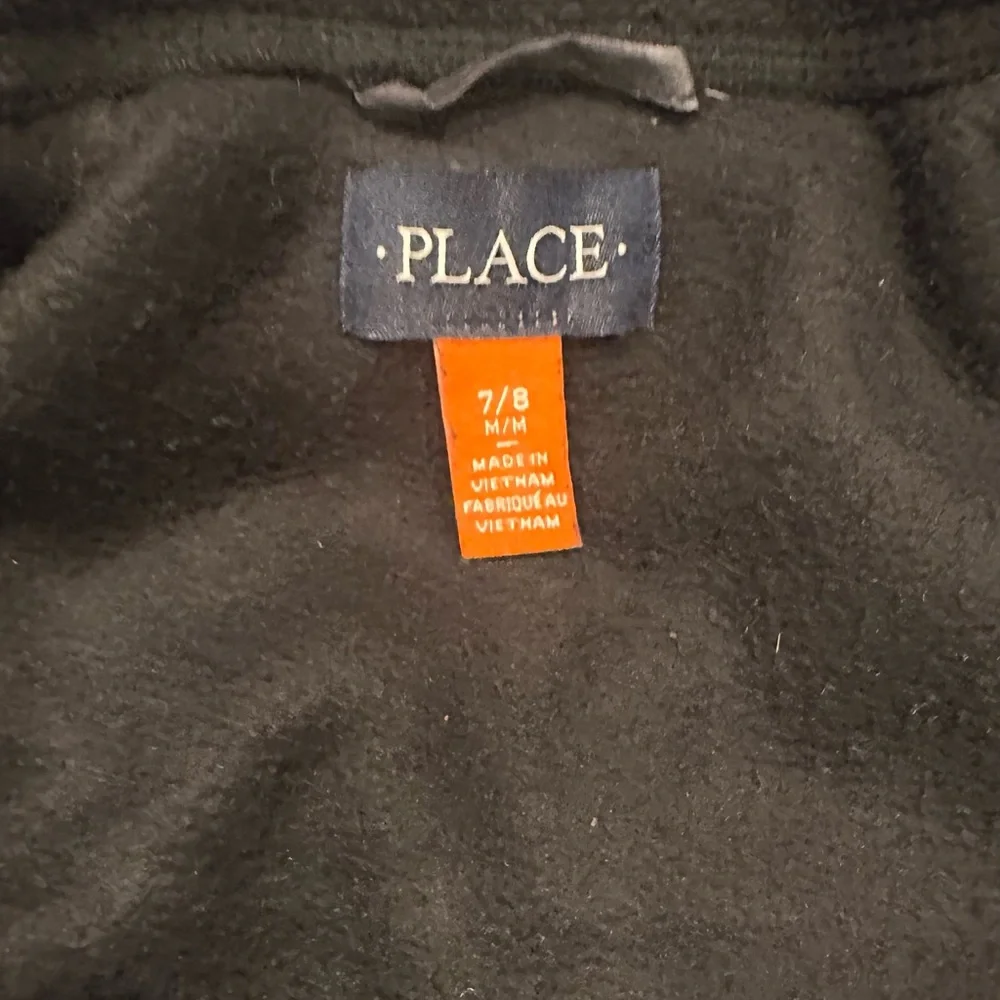 ·PLACE·
7/8
M/M
MADE IN
VIETNAM
FABRIQUÉ AU
VIETNAM